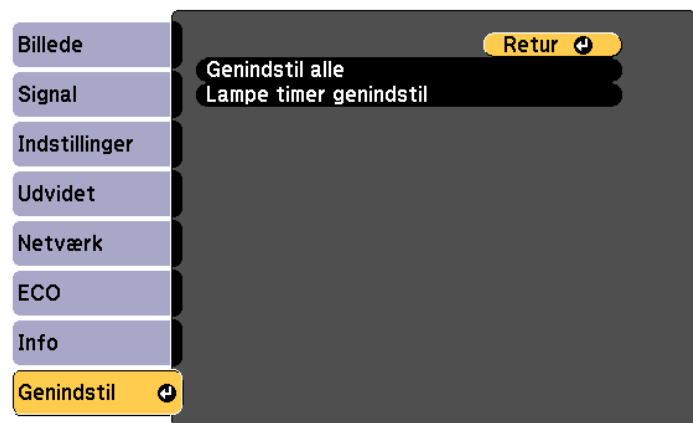 Billede
Signal
Indstillinger
Udvidet
Netværk
ECO
Info
Genindstil
Retur
Genindstil alle
Lampe timer genindstil